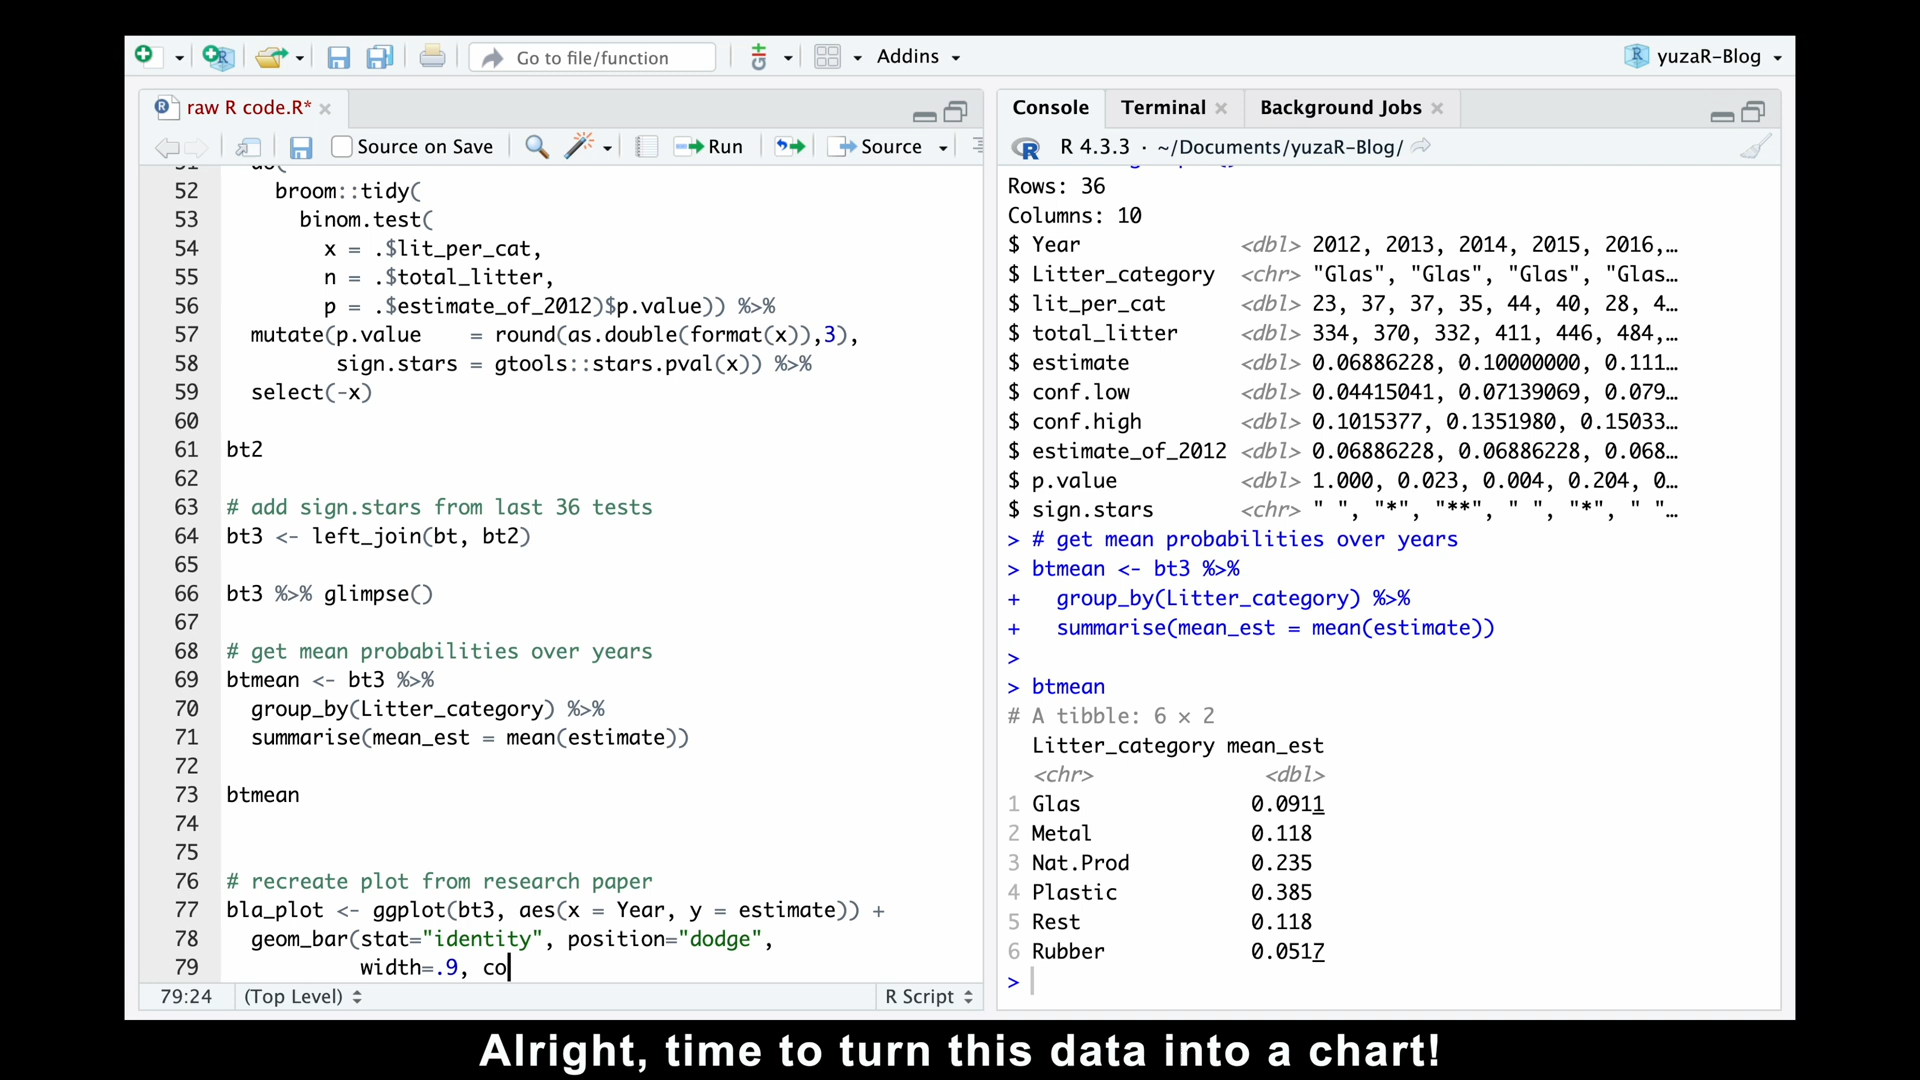 Go to file/function
Addins
yuzaR-Blog
raw R code.R*
Source on Save
Run
Source
52 broom::tidy(
53 binom.test(
54 x = .$lit_per_cat,
55 n = .$total_litter,
56 p = .$estimate_of_2012)$p.value)) %>%
57 mutate(p.value    = round(as.double(format(x)),3),
58 sign.stars = gtools::stars.pval(x)) %>%
59 select(-x)
60
61 bt2
62
63 # add sign.stars from last 36 tests
64 bt3 <- left_join(bt, bt2)
65
66 bt3 %>% glimpse()
67
68 # get mean probabilities over years
69 btmean <- bt3 %>%
70 group_by(Litter_category) %>%
71 summarise(mean_est = mean(estimate))
72
73 btmean
74
75
76 # recreate plot from research paper
77 bla_plot <- ggplot(bt3, aes(x = Year, y = estimate)) +
78 geom_bar(stat="identity", position="dodge",
79 width=.9, co
79:24 (Top Level) R Script
Console Terminal Background Jobs
R 4.3.3 · ~/Documents/yuzaR-Blog/
Rows: 36
Columns: 10
$ Year <dbl> 2012, 2013, 2014, 2015, 2016,…
$ Litter_category <chr> "Glas", "Glas", "Glas", "Glas…
$ lit_per_cat <dbl> 23, 37, 37, 35, 44, 40, 28, 4…
$ total_litter <dbl> 334, 370, 332, 411, 446, 484,…
$ estimate <dbl> 0.06886228, 0.10000000, 0.111…
$ conf.low <dbl> 0.04415041, 0.07139069, 0.079…
$ conf.high <dbl> 0.1015377, 0.1351980, 0.15033…
$ estimate_of_2012 <dbl> 0.06886228, 0.06886228, 0.068…
$ p.value <dbl> 1.000, 0.023, 0.004, 0.204, 0…
$ sign.stars <chr> " ", "*", "**", " ", "*", " "…
> # get mean probabilities over years
> btmean <- bt3 %>%
+ group_by(Litter_category) %>%
+ summarise(mean_est = mean(estimate))
>
> btmean
# A tibble: 6 × 2
Litter_category mean_est
<chr> <dbl>
1 Glas 0.0911
2 Metal 0.118
3 Nat.Prod 0.235
4 Plastic 0.385
5 Rest 0.118
6 Rubber 0.0517
>
Alright, time to turn this data into a chart!